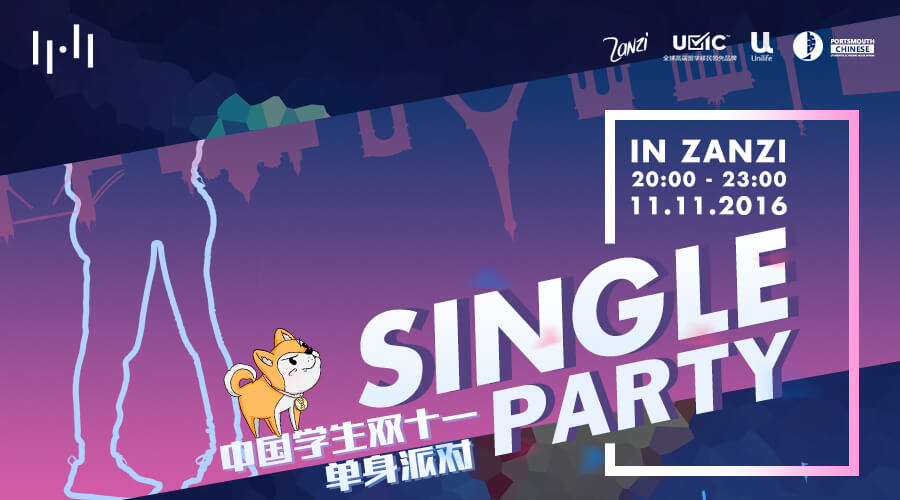 Zanzi
UVIC
全球高端留学移民领先品牌
Unilife
PORTSMOUTH
CHINESE
IN ZANZI
20:00 - 23:00
11.11.2016
SINGLE
PARTY
中国学生双十一
单身派对